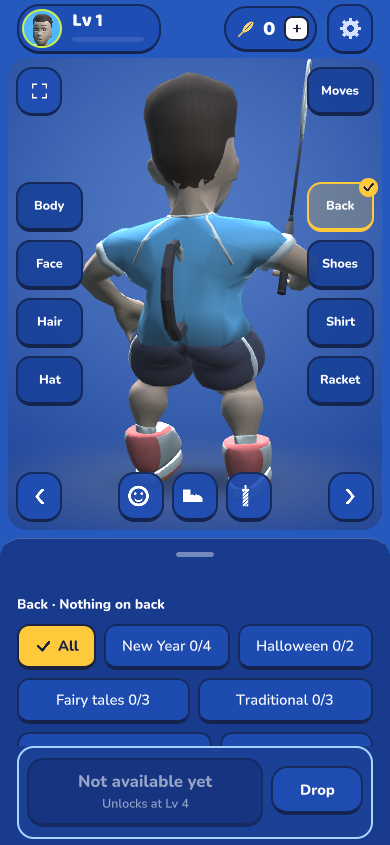 Lv 1
0
+
Moves
Body
Back
Face
Shoes
Hair
Shirt
Hat
Racket
Back · Nothing on back
All
New Year 0/4
Halloween 0/2
Fairy tales 0/3
Traditional 0/3
Not available yet
Unlocks at Lv 4
Drop